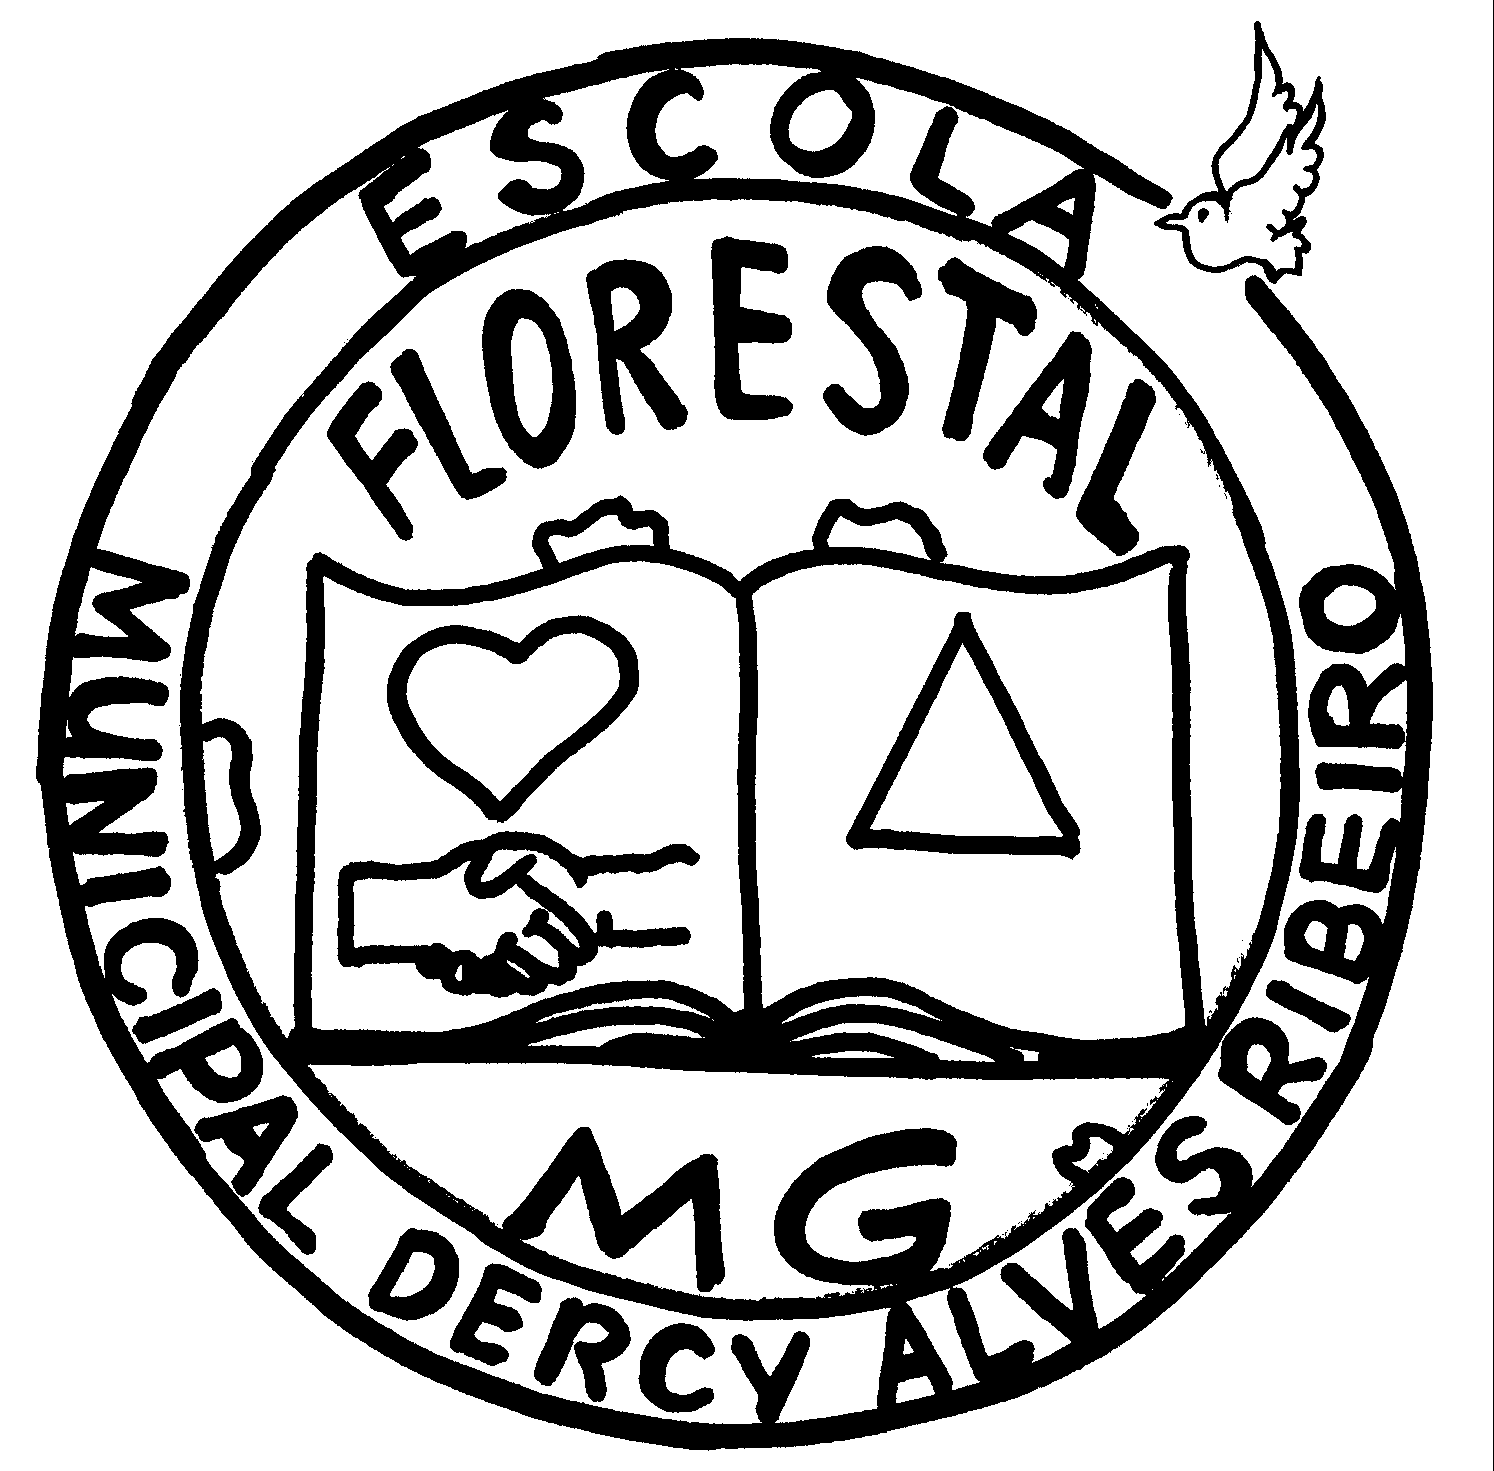 ESCOLA
MUNICIPAL DERCY ALVES RIBEIRO
FLORESTAL
MG